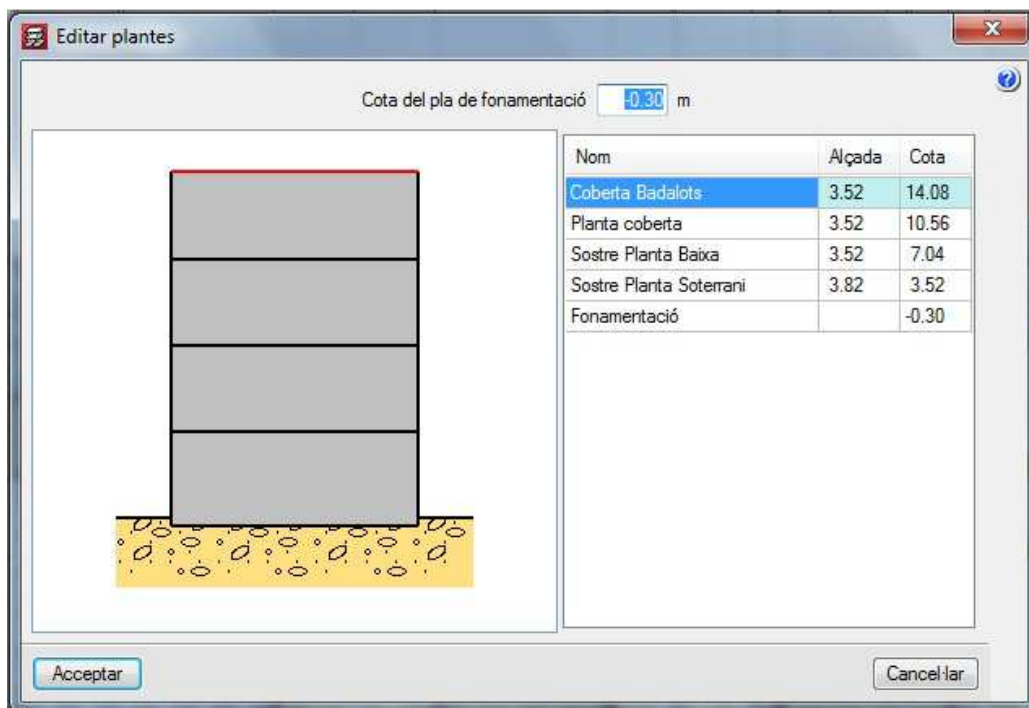 Editar plantes
Cota del pla de fonamentació -0.30 m
Nom Alçada Cota
Coberta Badalots 3.52 14.08
Planta coberta 3.52 10.56
Sostre Planta Baixa 3.52 7.04
Sostre Planta Soterrani 3.82 3.52
Fonamentació -0.30
Acceptar Cancel·lar